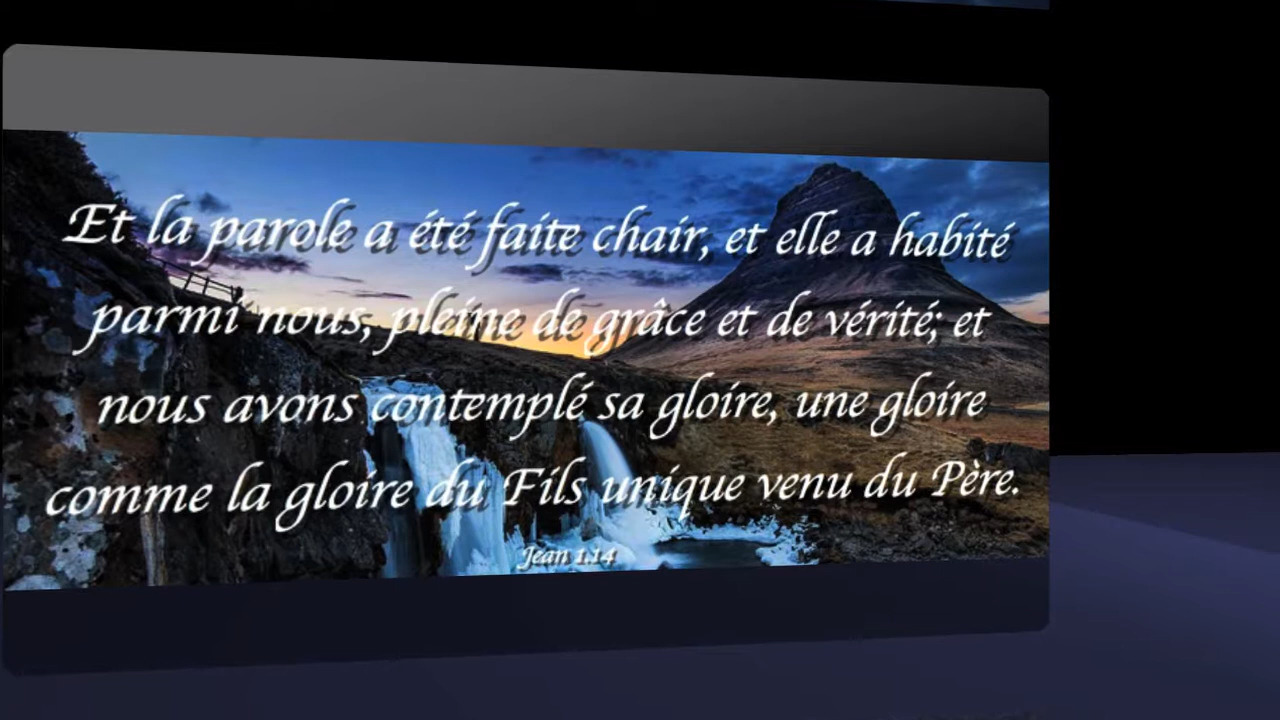 Et la parole a été faite chair, et elle a habité
parmi nous, pleine de grâce et de vérité; et
nous avons contemplé sa gloire, une gloire
comme la gloire du Fils unique venu du Père.
Jean 1.14